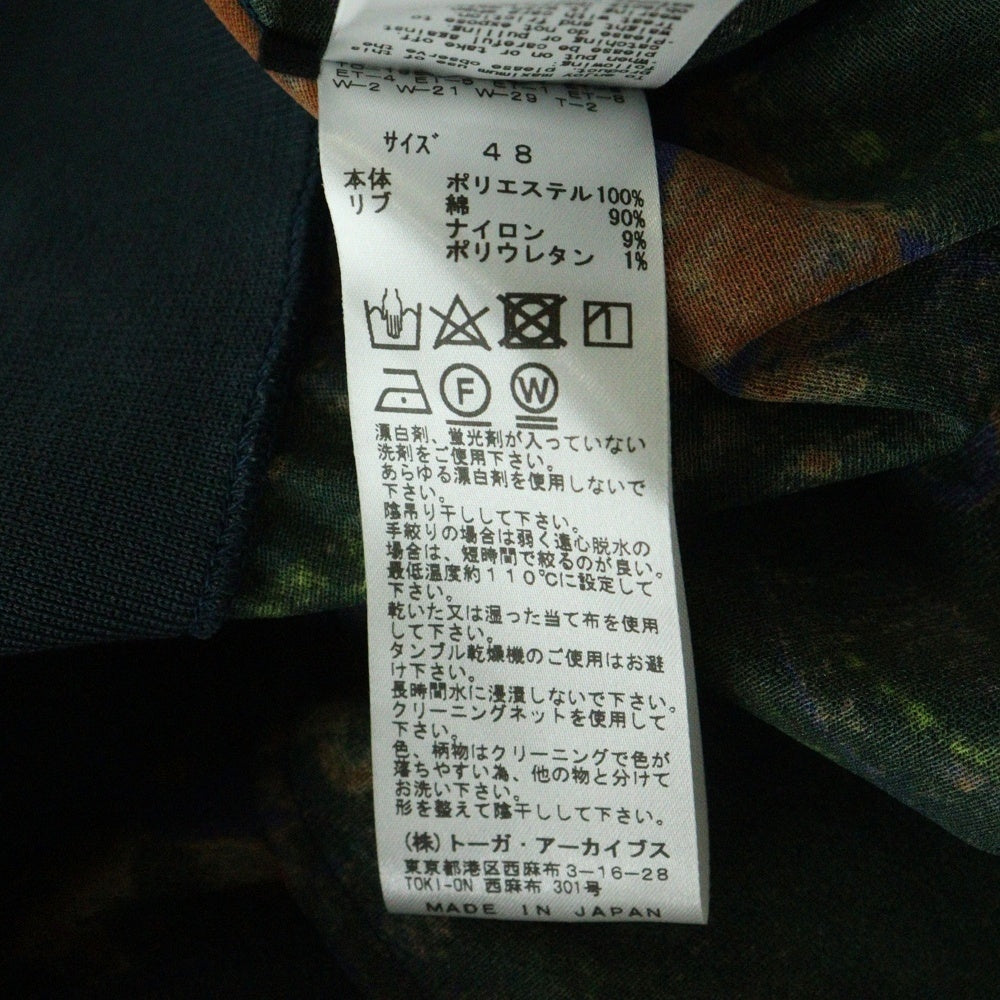 サイズ 48
本体 ポリエステル 100%
リブ 綿 90%
ナイロン 9%
ポリウレタン 1%
F W
漂白剤、蛍光剤が入っていない
洗剤をご使用下さい。
あらゆる漂白剤を使用しないで
下さい。
陰吊り干しして下さい。
手絞りの場合は弱く遠心脱水の
場合は、短時間で絞るのが良い。
最低温度約110℃に設定して
下さい。
乾いた又は湿った当て布を使用
して下さい。
タンブル乾燥機のご使用はお避
け下さい。
長時間水に浸漬しないで下さい。
クリーニングネットを使用して
下さい。
色、柄物はクリーニングで色が
落ちやすい為、他の物と分けて
お洗い下さい。
形を整えて陰干しして下さい。
(株)トーガ・アーカイブス
東京都港区西麻布3-16-28
TOKI-ON 西麻布 301号
MADE IN JAPAN
W-2 W-21 W-29 T-2